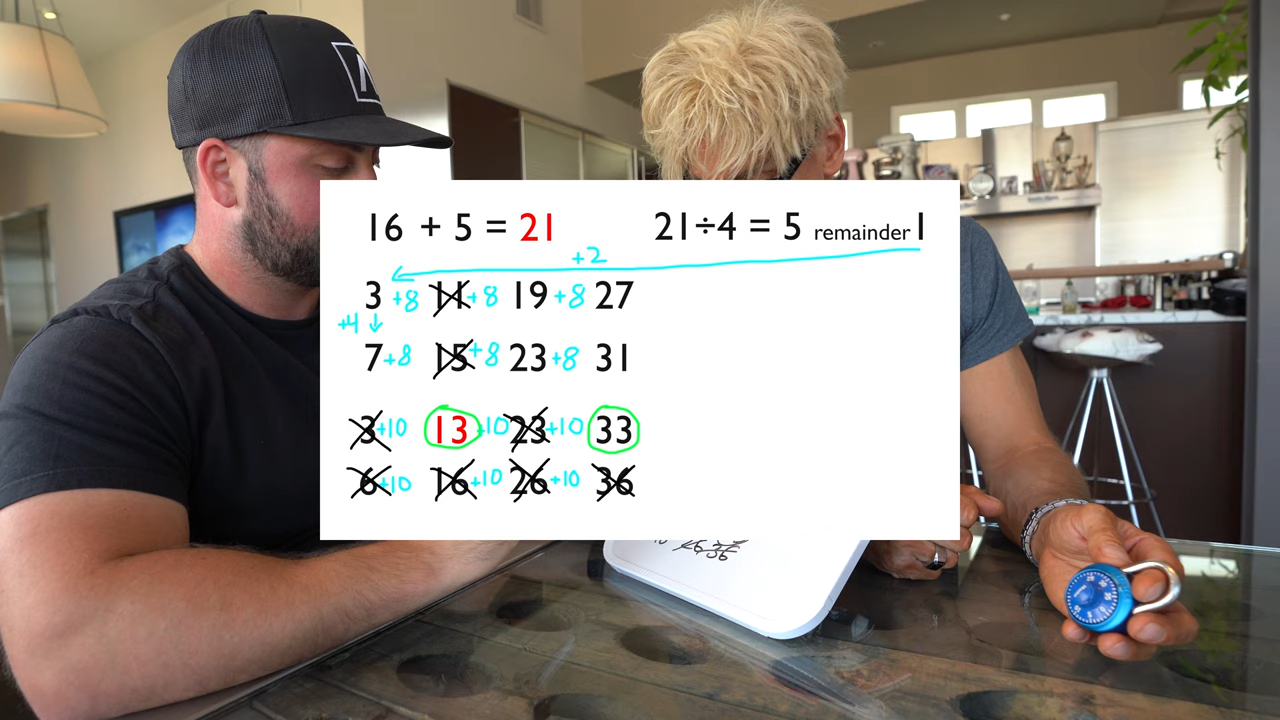 16 + 5 = 21 21÷4 = 5 remainder 1
+2
3 +8 11 +8 19 +8 27
+4
7 +8 15 +8 23 +8 31
3 +10 13 +10 23 +10 33
6 +10 16 +10 26 +10 36